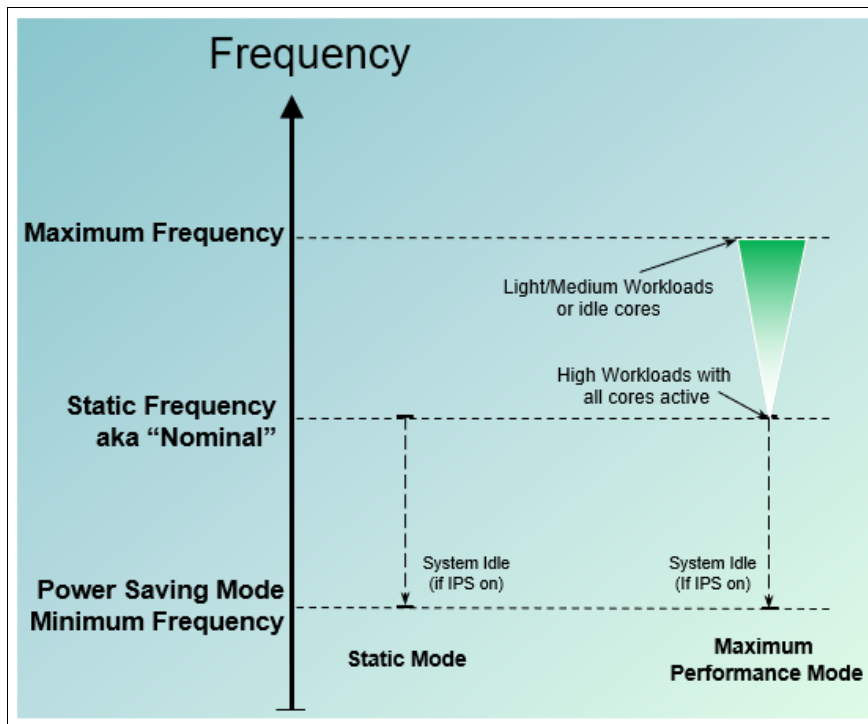 Frequency
Maximum Frequency
Light/Medium Workloads
or idle cores
High Workloads with
all cores active
Static Frequency
aka “Nominal”
System Idle
(if IPS on)
System Idle
(If IPS on)
Power Saving Mode
Minimum Frequency
Static Mode
Maximum
Performance Mode